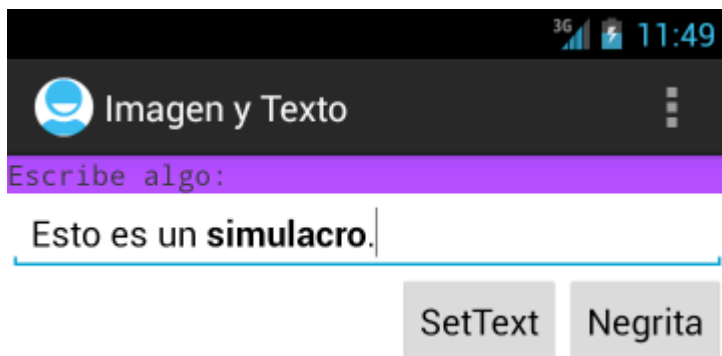 3G 11:49
Imagen y Texto
Escribe algo:
Esto es un simulacro.
SetText Negrita